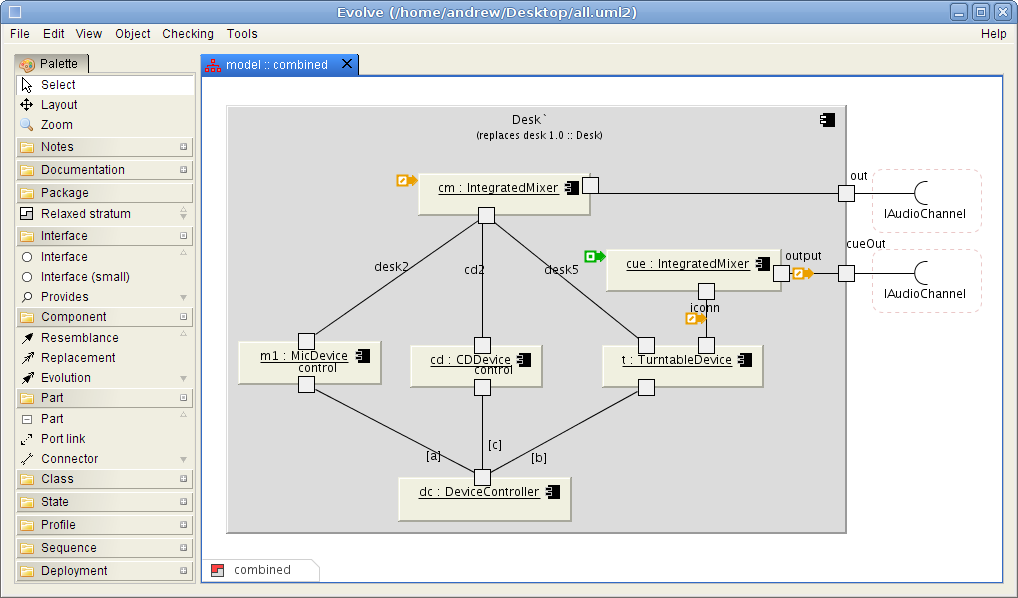 Evolve (/home/andrew/Desktop/all.uml2)
File Edit View Object Checking Tools Help
Palette
Select
Layout
Zoom
Notes
Documentation
Package
Relaxed stratum
Interface
Interface
Interface (small)
Provides
Component
Resemblance
Replacement
Evolution
Part
Part
Port link
Connector
Class
State
Profile
Sequence
Deployment
model :: combined
Desk`
(replaces desk 1.0 :: Desk)
cm : IntegratedMixer
out
IAudioChannel
cueOut
cue : IntegratedMixer
output
IAudioChannel
desk2
cd2
desk5
iconn
m1 : MicDevice
control
cd : CDDevice
control
t : TurntableDevice
[a]
[c]
[b]
dc : DeviceController
combined